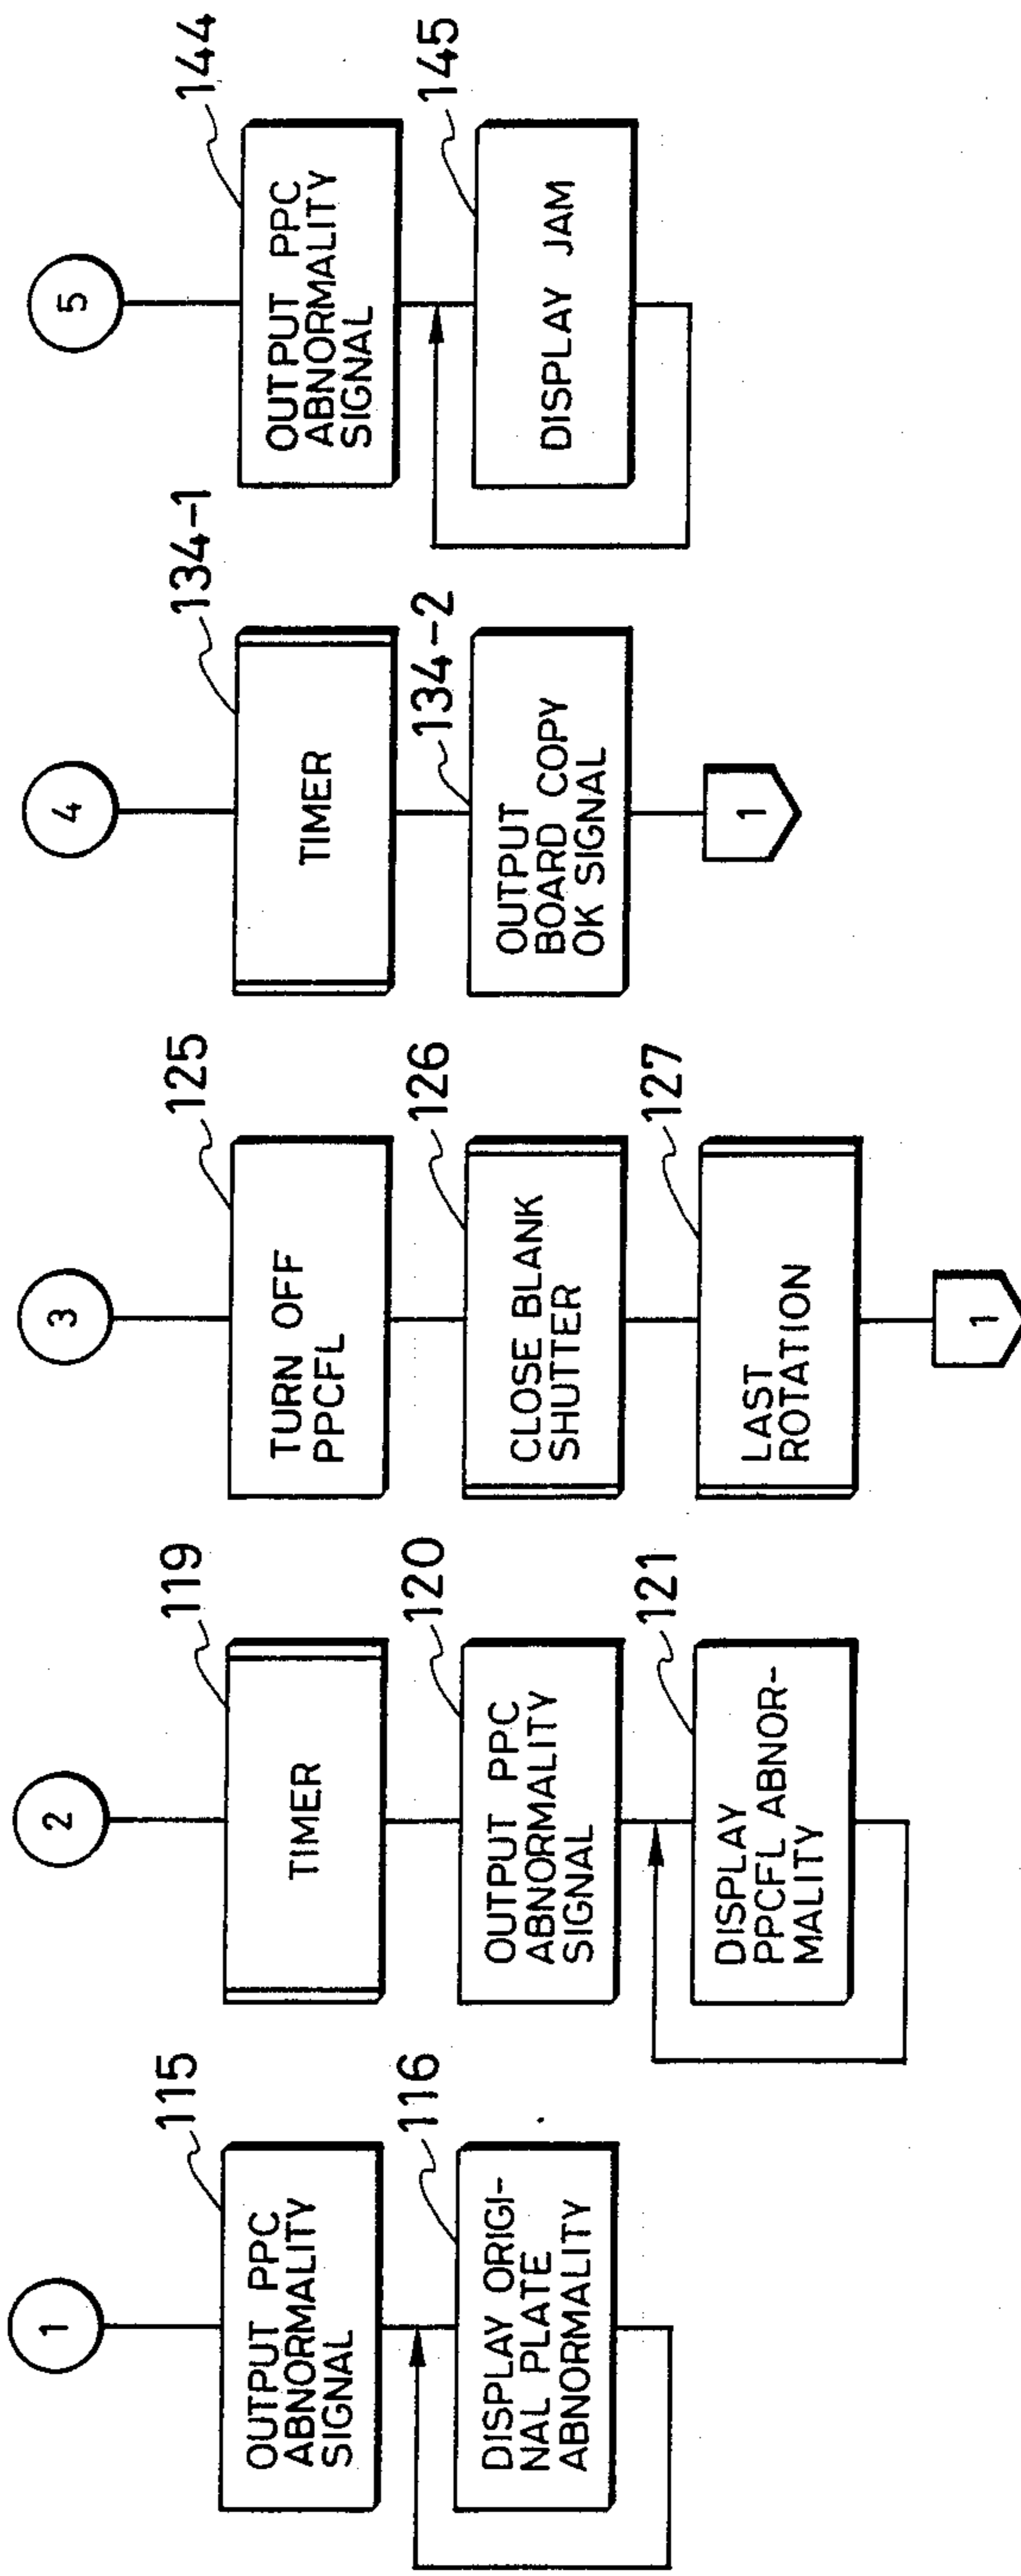 1
115
OUTPUT PPC
ABNORMALITY
SIGNAL
116
DISPLAY ORIGI-
NAL PLATE
ABNORMALITY
2
119
TIMER
120
OUTPUT PPC
ABNORMALITY
SIGNAL
121
DISPLAY
PPCFL ABNOR-
MALITY
3
125
TURN OFF
PPCFL
126
CLOSE BLANK
SHUTTER
127
LAST
ROTATION
1
4
134-1
TIMER
134-2
OUTPUT
BOARD COPY
OK SIGNAL
1
5
144
OUTPUT PPC
ABNORMALITY
SIGNAL
145
DISPLAY JAM